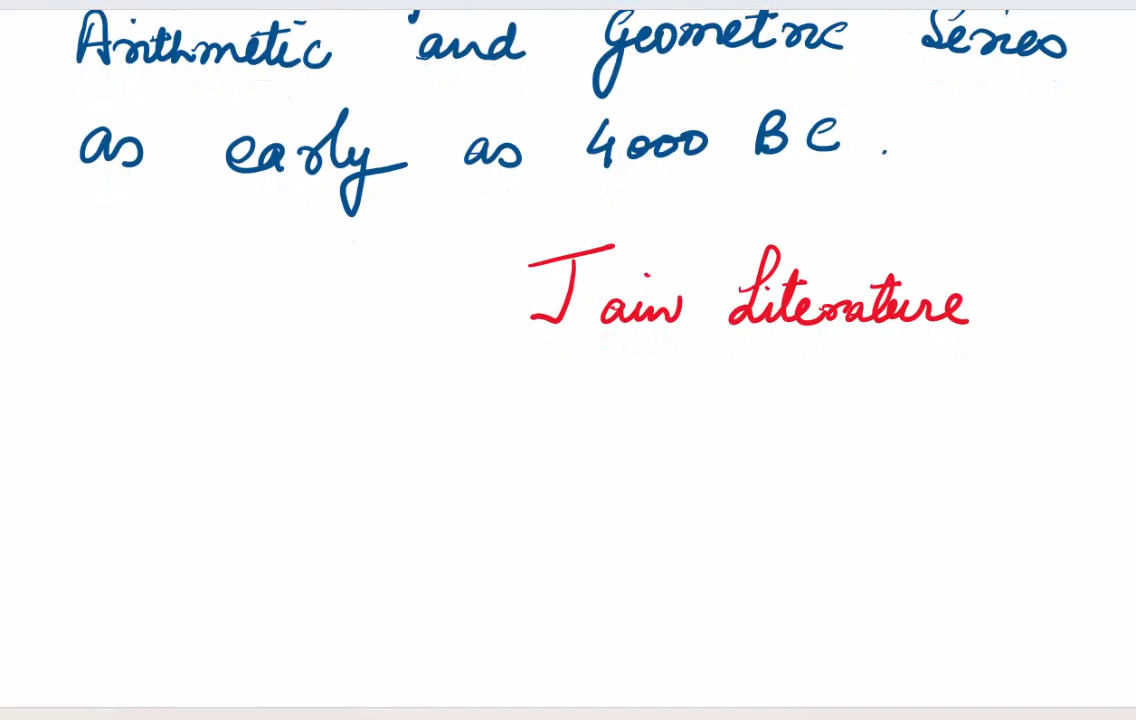 Arithmetic and Geometric Series
as early as 4000 BC.
Jain Literature